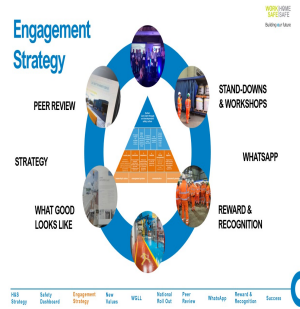 Engagement
Strategy
WORK HOME
SAFE SAFE
Building our future
PEER REVIEW
STAND-DOWNS
& WORKSHOPS
STRATEGY
WHATSAPP
WHAT GOOD
LOOKS LIKE
REWARD &
RECOGNITION
H&S
Strategy
Safety
Dashboard
Engagement
Strategy
New
Values
WGLL
National
Roll Out
Peer
Review
WhatsApp
Reward &
Recognition
Success